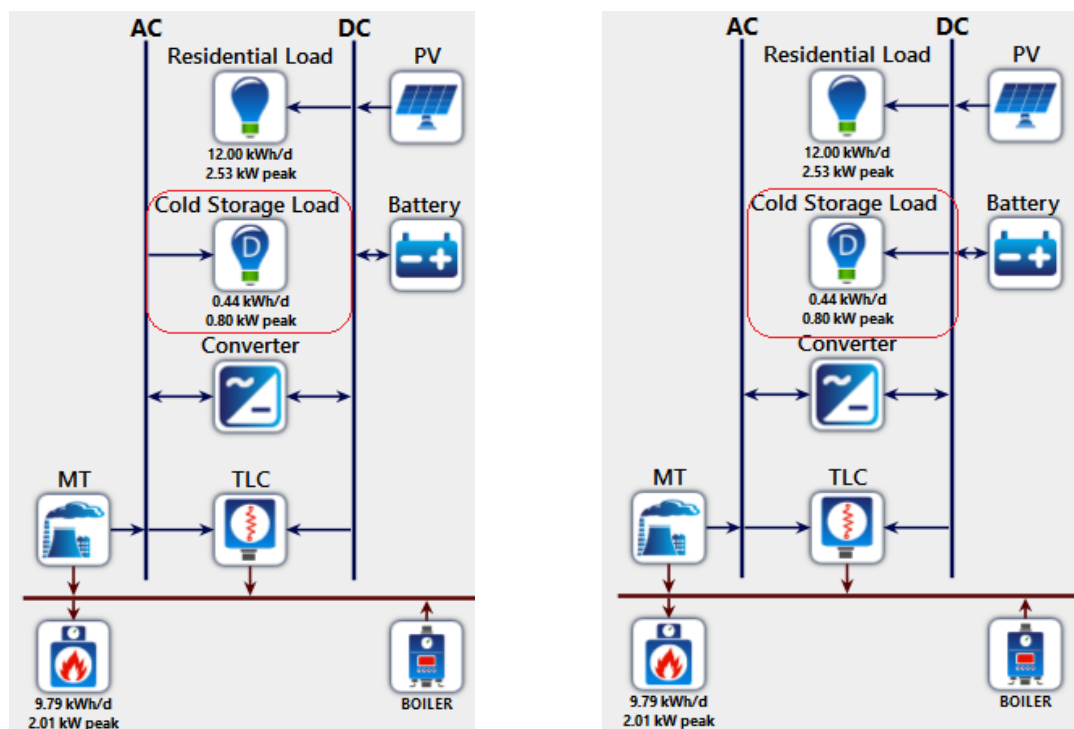 AC
DC
Residential Load
PV
12.00 kWh/d
2.53 kW peak
Cold Storage Load
Battery
D
0.44 kWh/d
0.80 kW peak
Converter
MT
TLC
9.79 kWh/d
2.01 kW peak
BOILER
AC
DC
Residential Load
PV
12.00 kWh/d
2.53 kW peak
Cold Storage Load
Battery
D
0.44 kWh/d
0.80 kW peak
Converter
MT
TLC
9.79 kWh/d
2.01 kW peak
BOILER